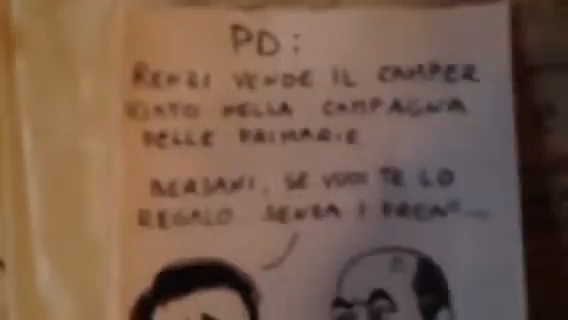 PD:
RENZI VENDE IL CAMPER
USATO NELLA CAMPAGNA
DELLE PRIMARIE
BERSANI, SE VUOI TE LO
REGALO SENZA I FRENI...